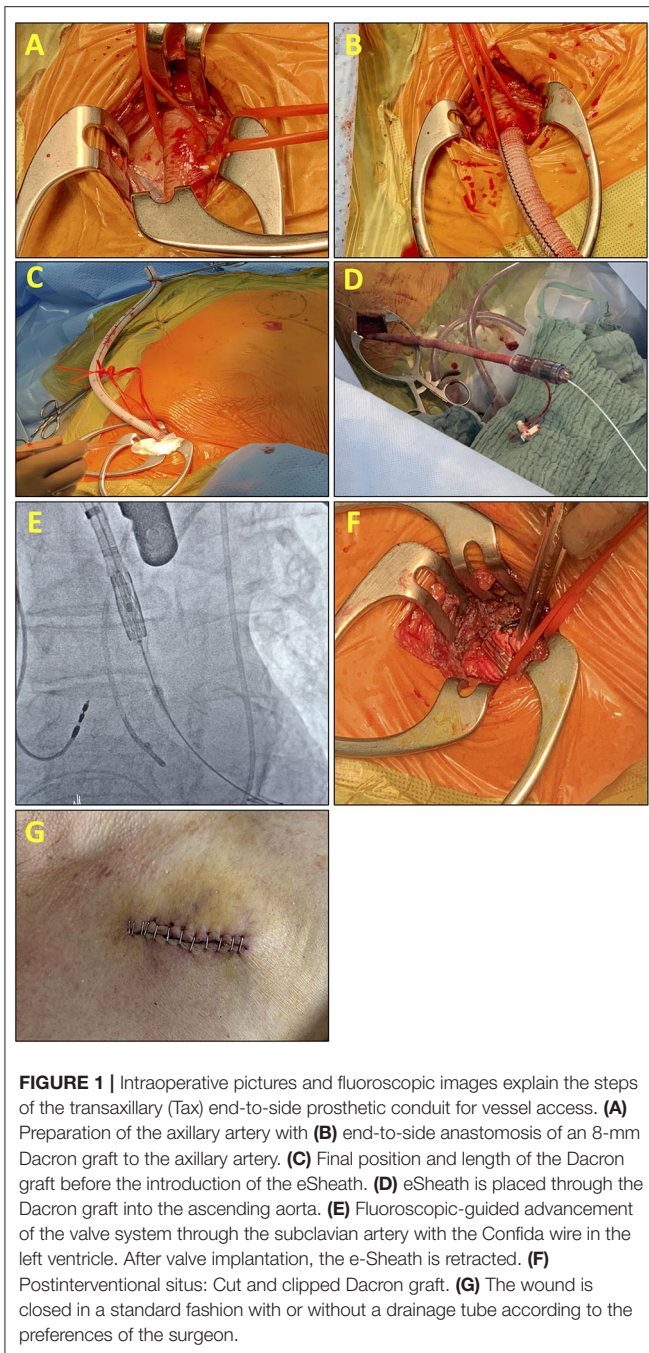 A
B
C
D
E
F
G
FIGURE 1 | Intraoperative pictures and fluoroscopic images explain the steps
of the transaxillary (Tax) end-to-side prosthetic conduit for vessel access. (A)
Preparation of the axillary artery with (B) end-to-side anastomosis of an 8-mm
Dacron graft to the axillary artery. (C) Final position and length of the Dacron
graft before the introduction of the eSheath. (D) eSheath is placed through the
Dacron graft into the ascending aorta. (E) Fluoroscopic-guided advancement
of the valve system through the subclavian artery with the Confida wire in the
left ventricle. After valve implantation, the e-Sheath is retracted. (F)
Postinterventional situs: Cut and clipped Dacron graft. (G) The wound is
closed in a standard fashion with or without a drainage tube according to the
preferences of the surgeon.